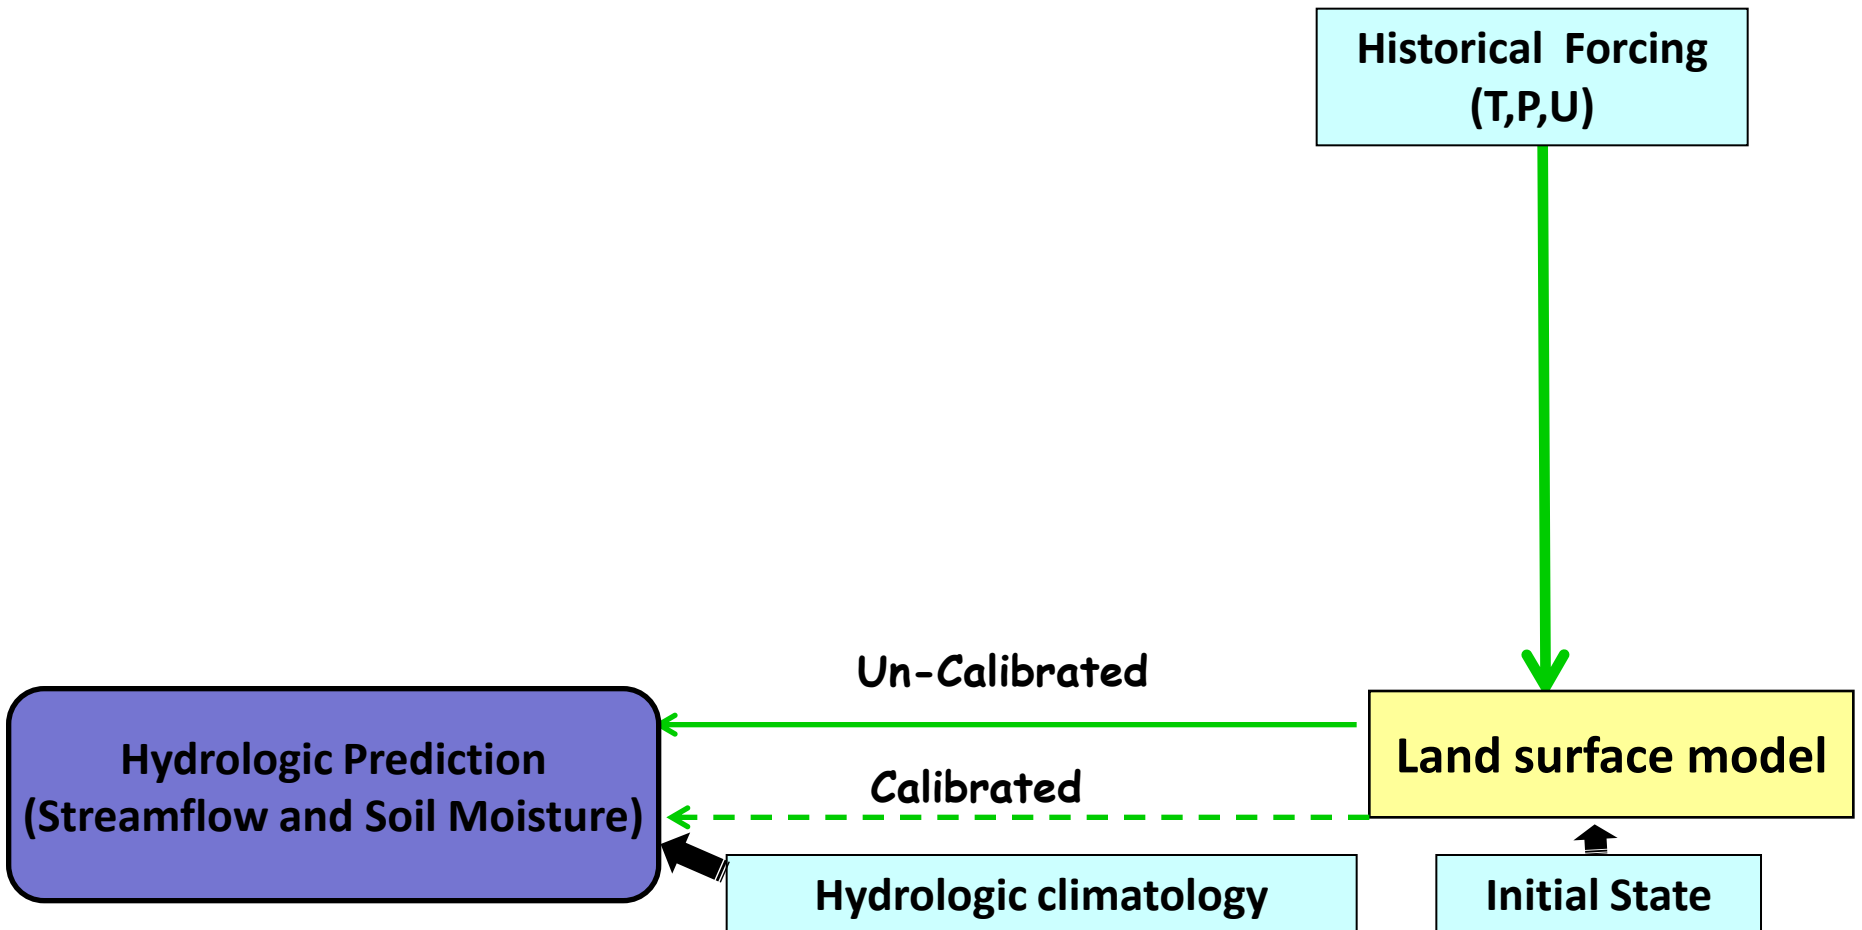 Historical Forcing
(T,P,U)
Un-Calibrated
Land surface model
Hydrologic Prediction
(Streamflow and Soil Moisture)
Calibrated
Hydrologic climatology
Initial State